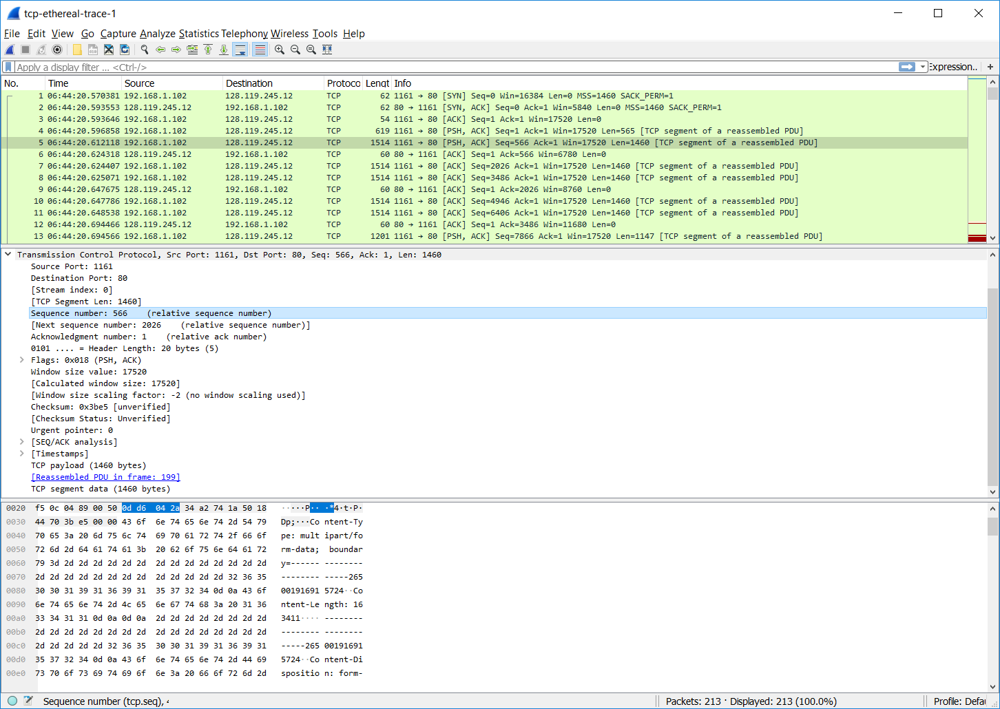 tcp-ethereal-trace-1
File Edit View Go Capture Analyze Statistics Telephony Wireless Tools Help
Apply a display filter ... <Ctrl-/> Expression.. +
No. Time Source Destination Protoco Lengt Info
1 06:44:20.570381 192.168.1.102 128.119.245.12 TCP 62 1161 → 80 [SYN] Seq=0 Win=16384 Len=0 MSS=1460 SACK_PERM=1
2 06:44:20.593553 128.119.245.12 192.168.1.102 TCP 62 80 → 1161 [SYN, ACK] Seq=0 Ack=1 Win=5840 Len=0 MSS=1460 SACK_PERM=1
3 06:44:20.593646 192.168.1.102 128.119.245.12 TCP 54 1161 → 80 [ACK] Seq=1 Ack=1 Win=17520 Len=0
4 06:44:20.596858 192.168.1.102 128.119.245.12 TCP 619 1161 → 80 [PSH, ACK] Seq=1 Ack=1 Win=17520 Len=565 [TCP segment of a reassembled PDU]
5 06:44:20.612118 192.168.1.102 128.119.245.12 TCP 1514 1161 → 80 [PSH, ACK] Seq=566 Ack=1 Win=17520 Len=1460 [TCP segment of a reassembled PDU]
6 06:44:20.624318 128.119.245.12 192.168.1.102 TCP 60 80 → 1161 [ACK] Seq=1 Ack=566 Win=6780 Len=0
7 06:44:20.624407 192.168.1.102 128.119.245.12 TCP 1514 1161 → 80 [ACK] Seq=2026 Ack=1 Win=17520 Len=1460 [TCP segment of a reassembled PDU]
8 06:44:20.625071 192.168.1.102 128.119.245.12 TCP 1514 1161 → 80 [ACK] Seq=3486 Ack=1 Win=17520 Len=1460 [TCP segment of a reassembled PDU]
9 06:44:20.647675 128.119.245.12 192.168.1.102 TCP 60 80 → 1161 [ACK] Seq=1 Ack=2026 Win=8760 Len=0
10 06:44:20.647786 192.168.1.102 128.119.245.12 TCP 1514 1161 → 80 [ACK] Seq=4946 Ack=1 Win=17520 Len=1460 [TCP segment of a reassembled PDU]
11 06:44:20.648538 192.168.1.102 128.119.245.12 TCP 1514 1161 → 80 [ACK] Seq=6406 Ack=1 Win=17520 Len=1460 [TCP segment of a reassembled PDU]
12 06:44:20.694466 128.119.245.12 192.168.1.102 TCP 60 80 → 1161 [ACK] Seq=1 Ack=3486 Win=11680 Len=0
13 06:44:20.694566 192.168.1.102 128.119.245.12 TCP 1201 1161 → 80 [PSH, ACK] Seq=7866 Ack=1 Win=17520 Len=1147 [TCP segment of a reassembled PDU]
Transmission Control Protocol, Src Port: 1161, Dst Port: 80, Seq: 566, Ack: 1, Len: 1460
Source Port: 1161
Destination Port: 80
[Stream index: 0]
[TCP Segment Len: 1460]
Sequence number: 566 (relative sequence number)
[Next sequence number: 2026 (relative sequence number)]
Acknowledgment number: 1 (relative ack number)
0101 .... = Header Length: 20 bytes (5)
Flags: 0x018 (PSH, ACK)
Window size value: 17520
[Calculated window size: 17520]
[Window size scaling factor: -2 (no window scaling used)]
Checksum: 0x3be5 [unverified]
[Checksum Status: Unverified]
Urgent pointer: 0
[SEQ/ACK analysis]
[Timestamps]
TCP payload (1460 bytes)
[Reassembled PDU in frame: 199]
TCP segment data (1460 bytes)
0020 f5 0c 04 89 00 50 0d d6 04 2a 34 a2 74 1a 50 18 ·····P·· ·*4·t·P·
0030 44 70 3b e5 00 00 43 6f 6e 74 65 6e 74 2d 54 79 Dp;···Co ntent-Ty
0040 70 65 3a 20 6d 75 6c 74 69 70 61 72 74 2f 66 6f pe: mult ipart/fo
0050 72 6d 2d 64 61 74 61 3b 20 62 6f 75 6e 64 61 72 rm-data; boundar
0060 79 3d 2d 2d 2d 2d 2d 2d 2d 2d 2d 2d 2d 2d 2d 2d y=------ --------
0070 2d 2d 2d 2d 2d 2d 2d 2d 2d 2d 2d 2d 2d 32 36 35 -------- -----265
0080 30 30 31 39 31 36 39 31 35 37 32 34 0d 0a 43 6f 00191691 5724··Co
0090 6e 74 65 6e 74 2d 4c 65 6e 67 74 68 3a 20 31 36 ntent-Le ngth: 16
00a0 33 34 31 31 0d 0a 0d 0a 2d 2d 2d 2d 2d 2d 2d 2d 3411···· --------
00b0 2d 2d 2d 2d 2d 2d 2d 2d 2d 2d 2d 2d 2d 2d 2d 2d -------- --------
00c0 2d 2d 2d 2d 2d 32 36 35 30 30 31 39 31 36 39 31 -----265 00191691
00d0 35 37 32 34 0d 0a 43 6f 6e 74 65 6e 74 2d 44 69 5724··Co ntent-Di
00e0 73 70 6f 73 69 74 69 6f 6e 3a 20 66 6f 72 6d 2d spositio n: form-
Sequence number (tcp.seq), Packets: 213 · Displayed: 213 (100.0%) Profile: Defau